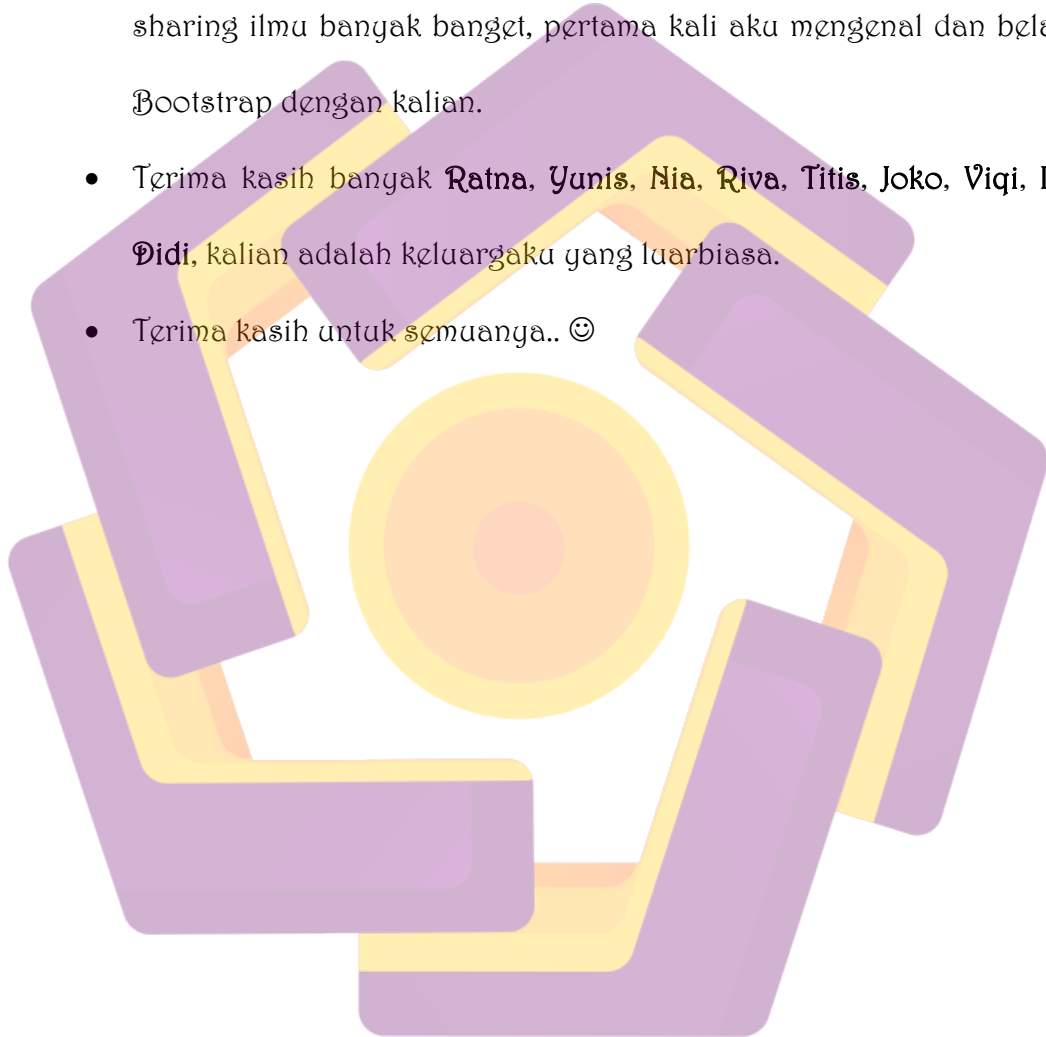 sharing ilmu banyak banget, pertama kali aku mengenal dan
Bootstrap dengan kalian.
• Terima kasih banyak Ratna, Yunis, Nia, Riva, Titis, Joko, Viqi,
Didi, kalian adalah keluargaku yang luarbiasa.
• Terima kasih untuk semuanya.. ☺